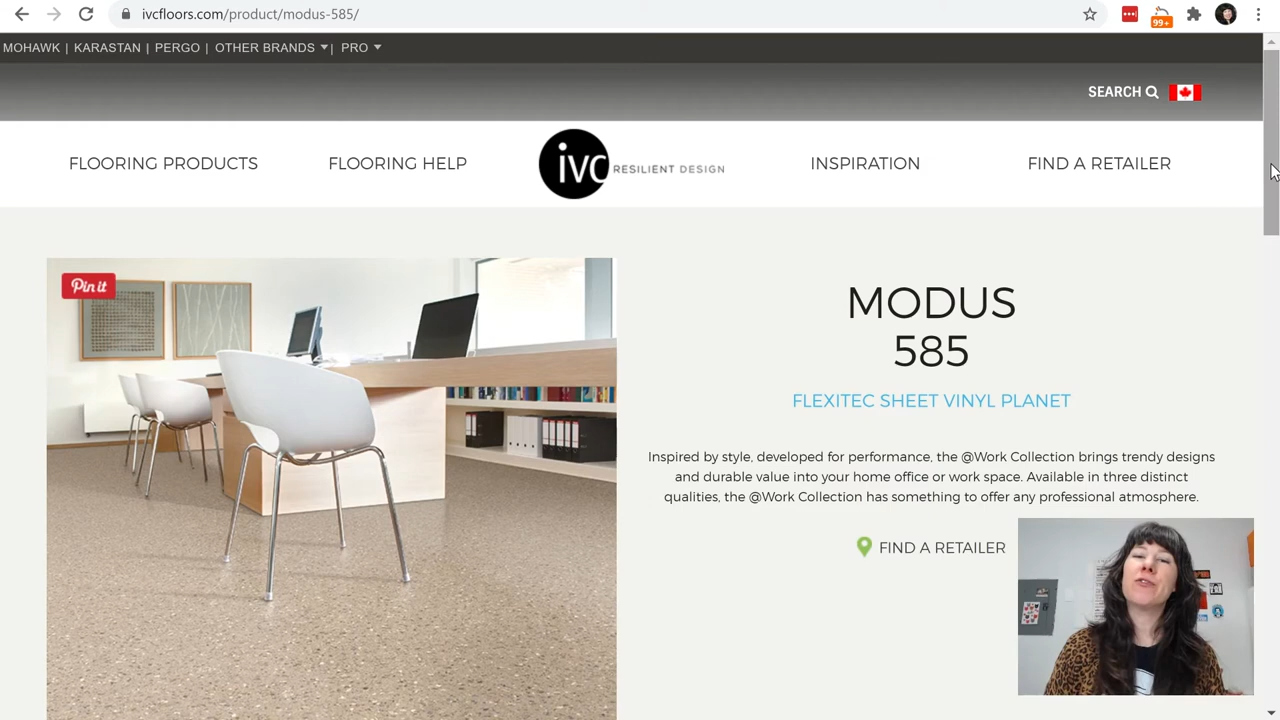 ivcfloors.com/product/modus-585/
99+
MOHAWK | KARASTAN | PERGO | OTHER BRANDS | PRO
SEARCH
FLOORING PRODUCTS
FLOORING HELP
ivc RESILIENT DESIGN
INSPIRATION
FIND A RETAILER
Pin it
MODUS
585
FLEXITEC SHEET VINYL PLANET
Inspired by style, developed for performance, the @Work Collection brings trendy designs
and durable value into your home office or work space. Available in three distinct
qualities, the @Work Collection has something to offer any professional atmosphere.
FIND A RETAILER